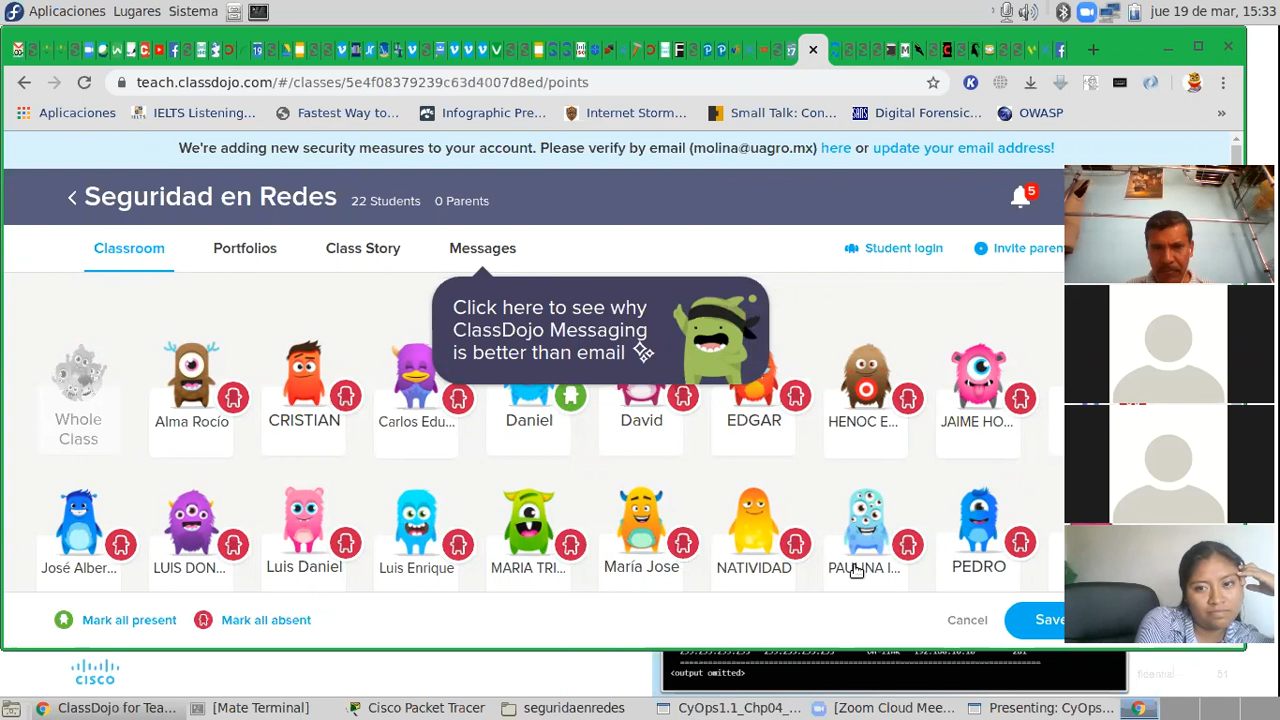 Aplicaciones Lugares Sistema jue 19 de mar, 15:33
teach.classdojo.com/#/classes/5e4f08379239c63d4007d8ed/points
Aplicaciones IELTS Listening... Fastest Way to... Infographic Pre... Internet Storm... Small Talk: Con... Digital Forensic... OWASP »
We're adding new security measures to your account. Please verify by email (molina@uagro.mx) here or update your email address!
Seguridad en Redes 22 Students 0 Parents 5
Classroom Portfolios Class Story Messages Student login Invite paren
Click here to see why
ClassDojo Messaging
is better than email
Whole
Class
Alma Rocío CRISTIAN Carlos Edu... Daniel David EDGAR HENOC E... JAIME HO...
José Alber... LUIS DON... Luis Daniel Luis Enrique MARIA TRI... María Jose NATIVIDAD PAULINA I... PEDRO
Mark all present Mark all absent Cancel Save
<output omitted>
CISCO 81
ClassDojo for Tea... [Mate Terminal] Cisco Packet Tracer seguridaenredes CyOps1.1_Chp04_... [Zoom Cloud Mee... Presenting: CyOps...